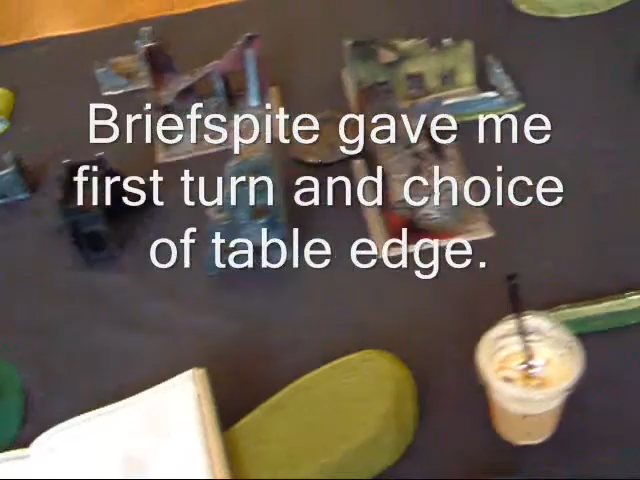 Briefspite gave me
first turn and choice
of table edge.